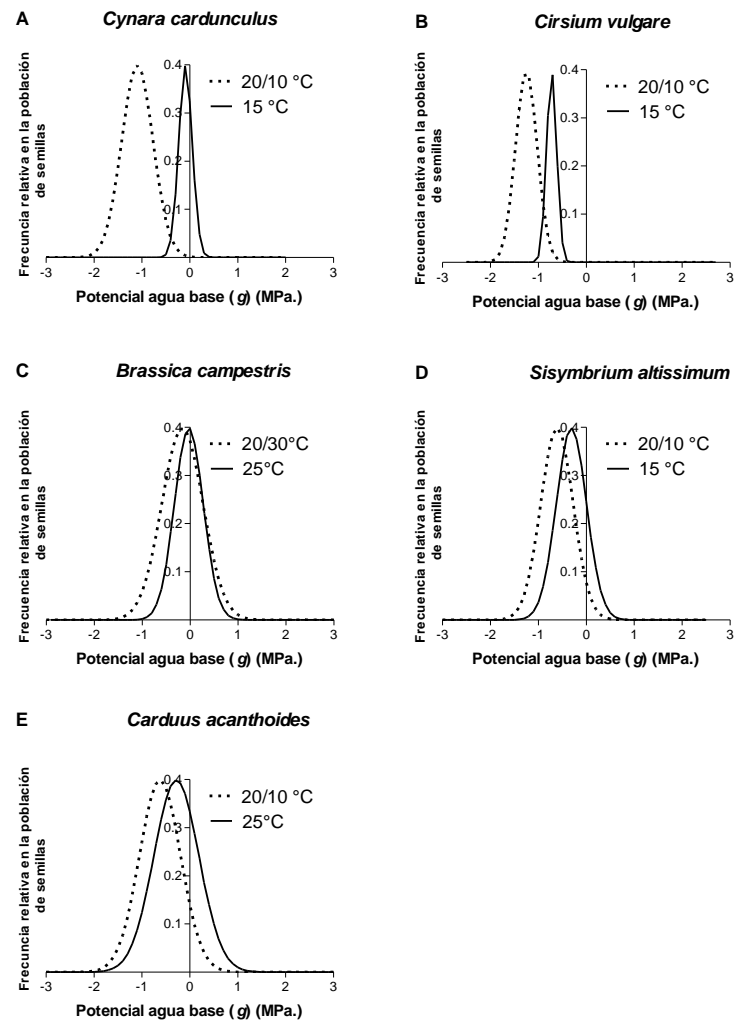 A
Cynara cardunculus
Frecuencia relativa en la población
de semillas
0.4
0.3
0.2
0.1
-3 -2 -1 0 1 2 3
20/10 °C
15 °C
Potencial agua base ( g) (MPa.)
B
Cirsium vulgare
Frecuencia relativa en la población
de semillas
0.4
0.3
0.2
0.1
-3 -2 -1 0 1 2 3
20/10 °C
15 °C
Potencial agua base ( g) (MPa.)
C
Brassica campestris
Frecuencia relativa en la población
de semillas
0.4
0.3
0.2
0.1
-3 -2 -1 0 1 2 3
20/30°C
25°C
Potencial agua base ( g) (MPa.)
D
Sisymbrium altissimum
Frecuencia relativa en la población
de semillas
0.4
0.3
0.2
0.1
-3 -2 -1 0 1 2 3
20/10 °C
15 °C
Potencial agua base ( g) (MPa.)
E
Carduus acanthoides
Frecuncia relativa en la población
de semillas
0.4
0.3
0.2
0.1
-3 -2 -1 0 1 2 3
20/10 °C
25°C
Potencial agua base ( g) (MPa.)